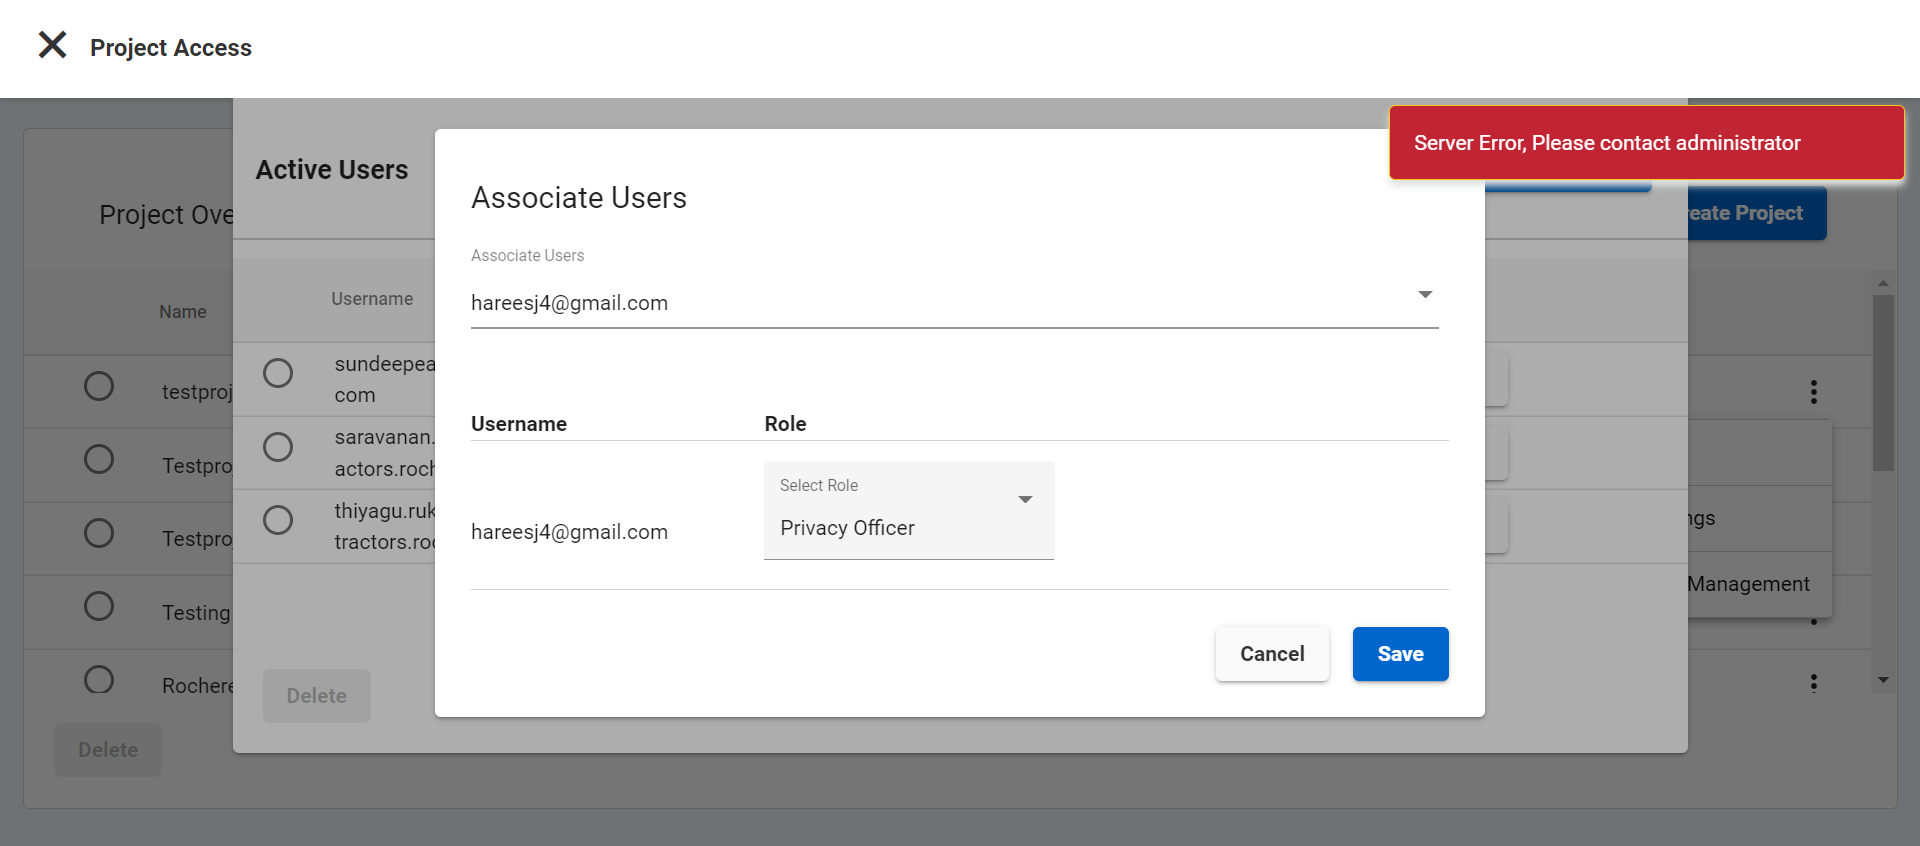 Project Access
Server Error, Please contact administrator
Active Users
Associate Users
Project Ove
eate Project
Associate Users
hareesj4@gmail.com
Name
Username
sundeepea
com
testproj
Username Role
saravanan.
actors.roch
Testpro
Select Role
Privacy Officer
hareesj4@gmail.com
thiyagu.ruk
tractors.roo
ngs
Testpro
Management
Testing
Cancel Save
Rochere
Delete
Delete